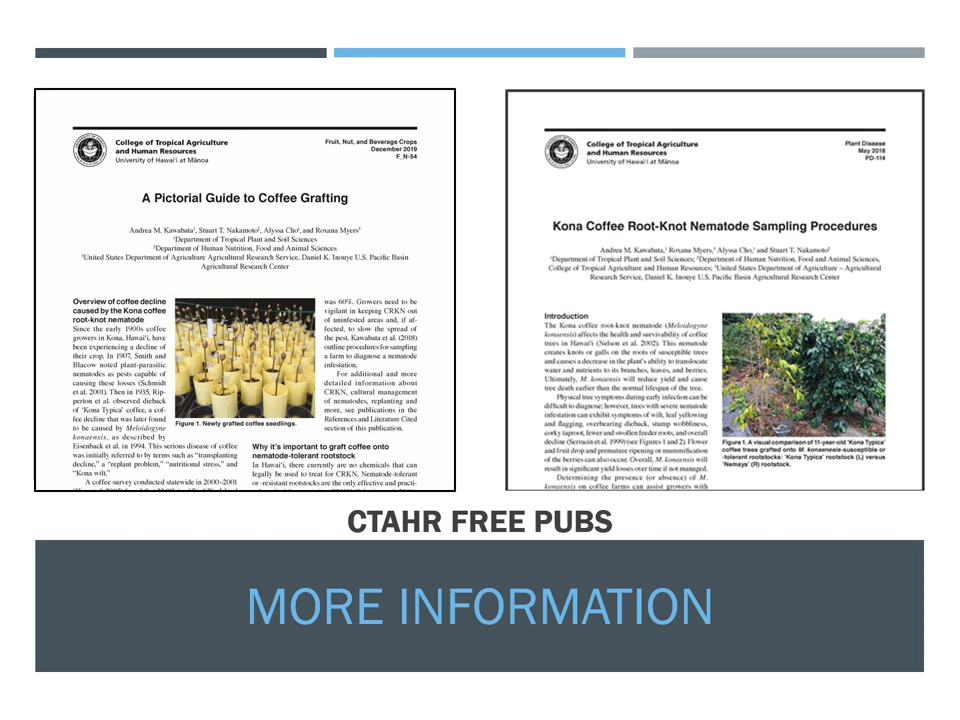 College of Tropical Agriculture
and Human Resources
University of Hawai‘i at Mānoa
Fruit, Nut, and Beverage Crops
December 2019
F_N-54
A Pictorial Guide to Coffee Grafting
Andrea M. Kawabata¹, Stuart T. Nakamoto², Alyssa Cho¹, and Roxana Myers³
¹Department of Tropical Plant and Soil Sciences
²Department of Human Nutrition, Food and Animal Sciences
³United States Department of Agriculture Agricultural Research Service, Daniel K. Inouye U.S. Pacific Basin
Agricultural Research Center
Overview of coffee decline
caused by the Kona coffee
root-knot nematode
Since the early 1900s coffee
growers in Kona, Hawai‘i, have
been experiencing a decline of
their crop. In 1907, Smith and
Blacow noted plant-parasitic
nematodes as pests capable of
causing these losses (Schmidt
et al. 2001). Then in 1935, Rip-
perton et al. observed dieback
of ‘Kona Typica’ coffee, a cof-
fee decline that was later found
to be caused by Meloidogyne
konaensis, as described by
Eisenback et al. in 1994. This serious disease of coffee
was initially referred to by terms such as “transplanting
decline,” a “replant problem,” “nutritional stress,” and
“Kona wilt.”
A coffee survey conducted statewide in 2000–2001
Figure 1. Newly grafted coffee seedlings.
was 60%. Growers need to be
vigilant in keeping CRKN out
of uninfested areas and, if af-
fected, to slow the spread of
the pest. Kawabata et al. (2018)
outline procedures for sampling
a farm to diagnose a nematode
infestation.
For additional and more
detailed information about
CRKN, cultural management
of nematodes, replanting and
more, see publications in the
References and Literature Cited
section of this publication.
Why it’s important to graft coffee onto
nematode-tolerant rootstock
In Hawai‘i, there currently are no chemicals that can
legally be used to treat for CRKN. Nematode-tolerant
or -resistant rootstocks are the only effective and practi-
College of Tropical Agriculture
and Human Resources
University of Hawai‘i at Mānoa
Plant Disease
May 2018
PD-114
Kona Coffee Root-Knot Nematode Sampling Procedures
Andrea M. Kawabata,¹ Roxana Myers,³ Alyssa Cho,¹ and Stuart T. Nakamoto²
¹Department of Tropical Plant and Soil Sciences; ²Department of Human Nutrition, Food and Animal Sciences,
College of Tropical Agriculture and Human Resources; ³United States Department of Agriculture – Agricultural
Research Service, Daniel K. Inouye U.S. Pacific Basin Agricultural Research Center
Introduction
The Kona coffee root-knot nematode (Meloidogyne
konaensis) affects the health and survivability of coffee
trees in Hawai‘i (Nelson et al. 2002). This nematode
creates knots or galls on the roots of susceptible trees
and causes a decrease in the plant’s ability to translocate
water and nutrients to its branches, leaves, and berries.
Ultimately, M. konaensis will reduce yield and cause
tree death earlier than the normal lifespan of the tree.
Physical tree symptoms during early infection can be
difficult to diagnose; however, trees with severe nematode
infestation can exhibit symptoms of wilt, leaf yellowing
and flagging, overbearing dieback, stump wobbliness,
corky taproot, fewer and swollen feeder roots, and overall
decline (Serracin et al. 1999) (see Figures 1 and 2). Flower
and fruit drop and premature ripening or mummification
of the berries can also occur. Overall, M. konaensis will
result in significant yield losses over time if not managed.
Determining the presence (or absence) of M.
konaensis on coffee farms can assist growers with
Figure 1. A visual comparison of 11-year-old ‘Kona Typica’
coffee trees grafted onto M. konaenesis-susceptible or
-tolerant rootstocks: ‘Kona Typica’ rootstock (L) versus
‘Nemaya’ (R) rootstock.
CTAHR FREE PUBS
MORE INFORMATION